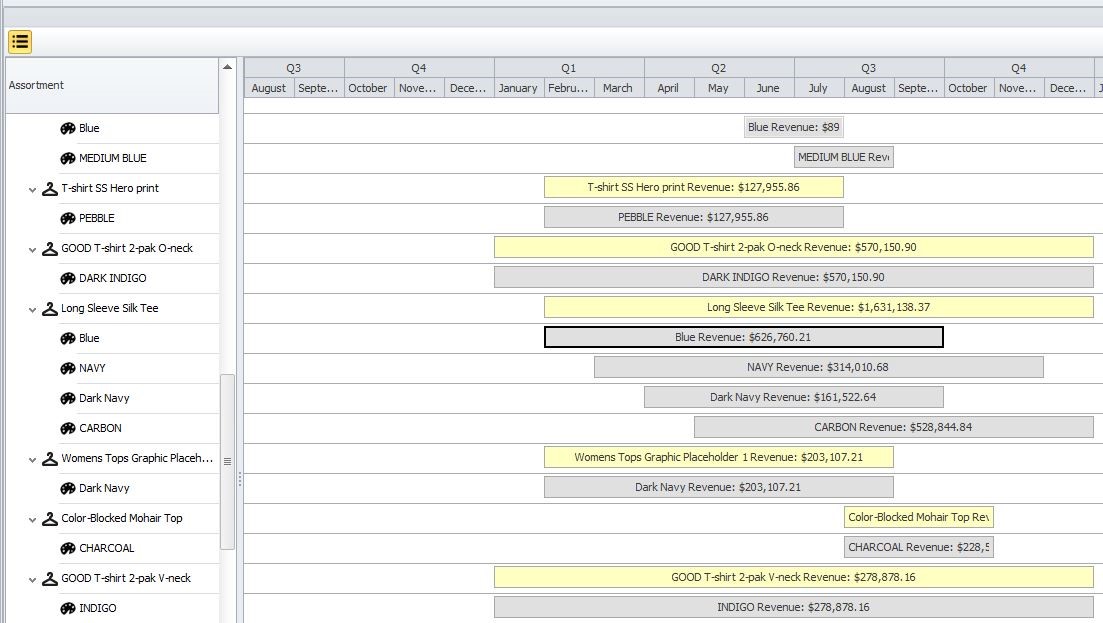 Q3 Q4 Q1 Q2 Q3 Q4
Assortment
August Septe... October Nove... Dece... January Februa... March April May June July August Septe... October Nove... Dece...
Blue Blue Revenue: $89
MEDIUM BLUE MEDIUM BLUE Rev
T-shirt SS Hero print T-shirt SS Hero print Revenue: $127,955.86
PEBBLE PEBBLE Revenue: $127,955.86
GOOD T-shirt 2-pak O-neck GOOD T-shirt 2-pak O-neck Revenue: $570,150.90
DARK INDIGO DARK INDIGO Revenue: $570,150.90
Long Sleeve Silk Tee Long Sleeve Silk Tee Revenue: $1,631,138.37
Blue Blue Revenue: $626,760.21
NAVY NAVY Revenue: $314,010.68
Dark Navy Dark Navy Revenue: $161,522.64
CARBON CARBON Revenue: $528,844.84
Womens Tops Graphic Placeh... Womens Tops Graphic Placeholder 1 Revenue: $203,107.21
Dark Navy Dark Navy Revenue: $203,107.21
Color-Blocked Mohair Top Color-Blocked Mohair Top Rev
CHARCOAL CHARCOAL Revenue: $228,5
GOOD T-shirt 2-pak V-neck GOOD T-shirt 2-pak V-neck Revenue: $278,878.16
INDIGO INDIGO Revenue: $278,878.16